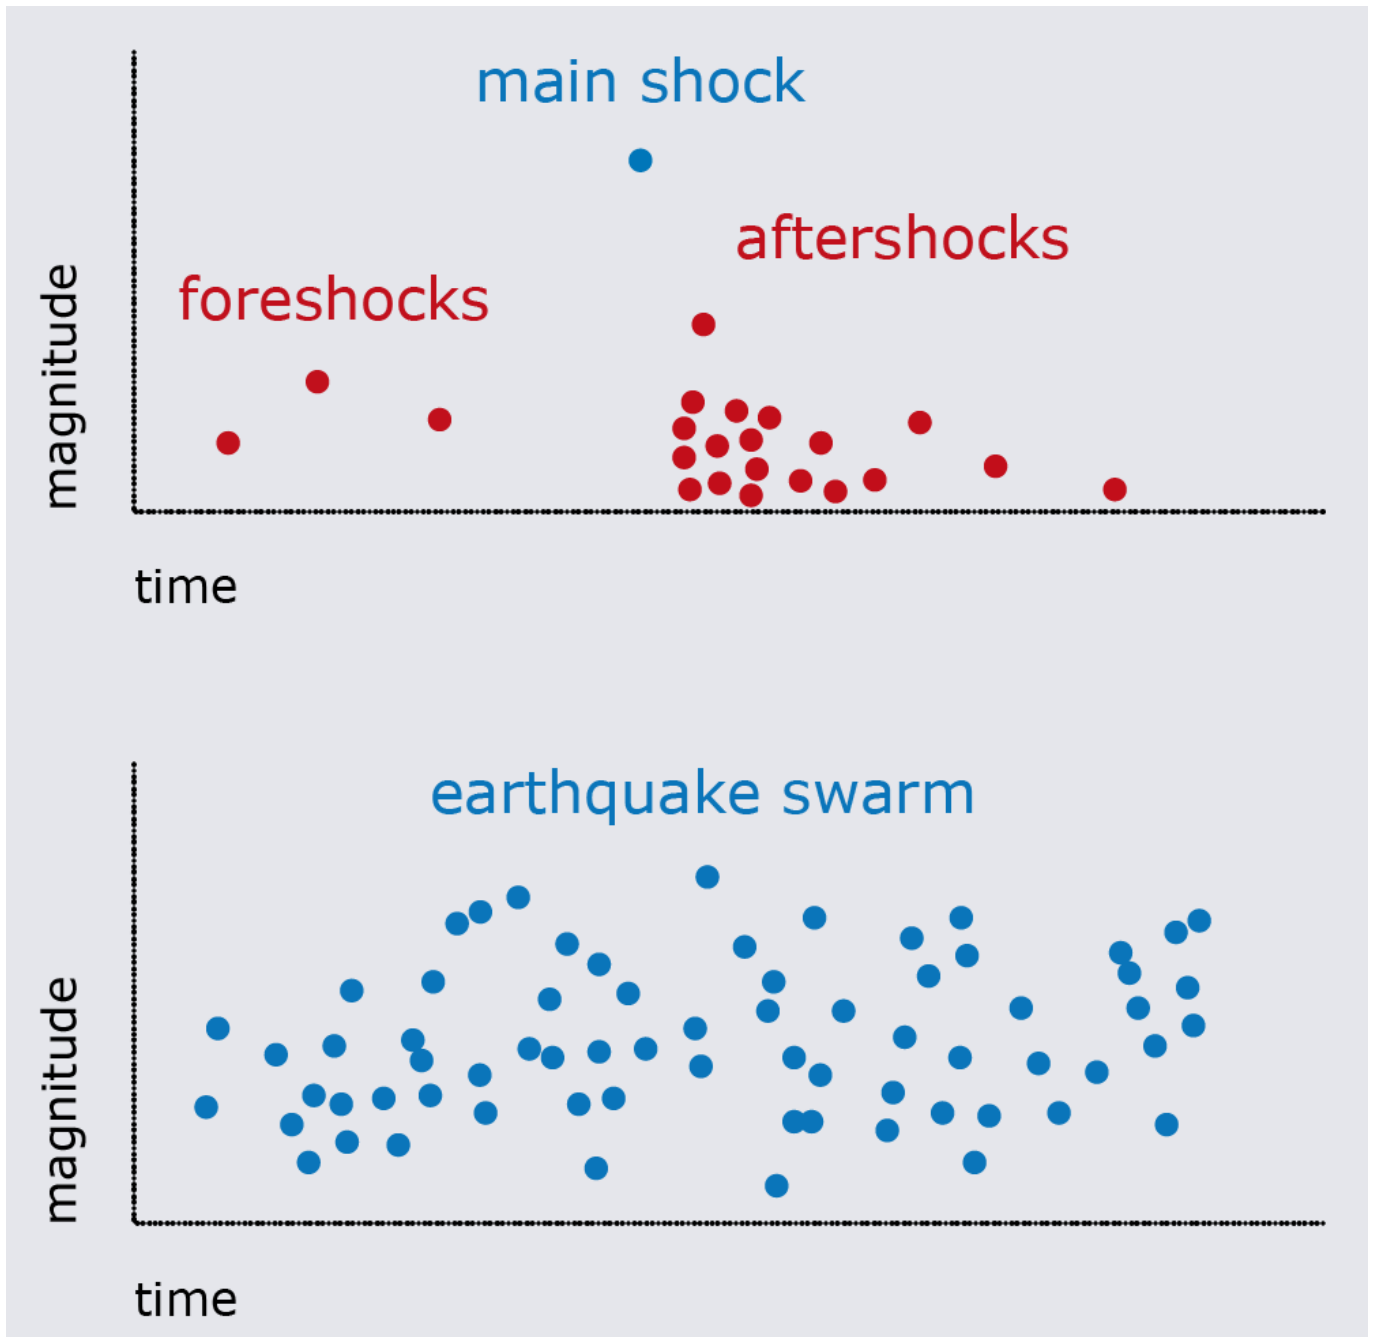 main shock
aftershocks
foreshocks
magnitude
time
earthquake swarm
magnitude
time